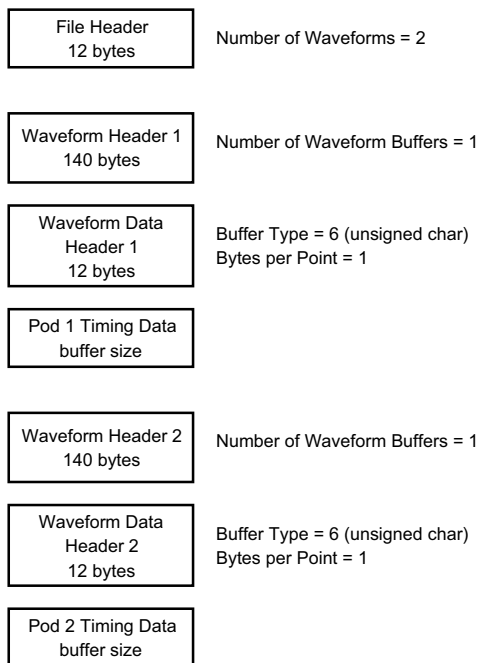 File Header
12 bytes
Number of Waveforms = 2
Waveform Header 1
140 bytes
Number of Waveform Buffers = 1
Waveform Data
Header 1
12 bytes
Buffer Type = 6 (unsigned char)
Bytes per Point = 1
Pod 1 Timing Data
buffer size
Waveform Header 2
140 bytes
Number of Waveform Buffers = 1
Waveform Data
Header 2
12 bytes
Buffer Type = 6 (unsigned char)
Bytes per Point = 1
Pod 2 Timing Data
buffer size